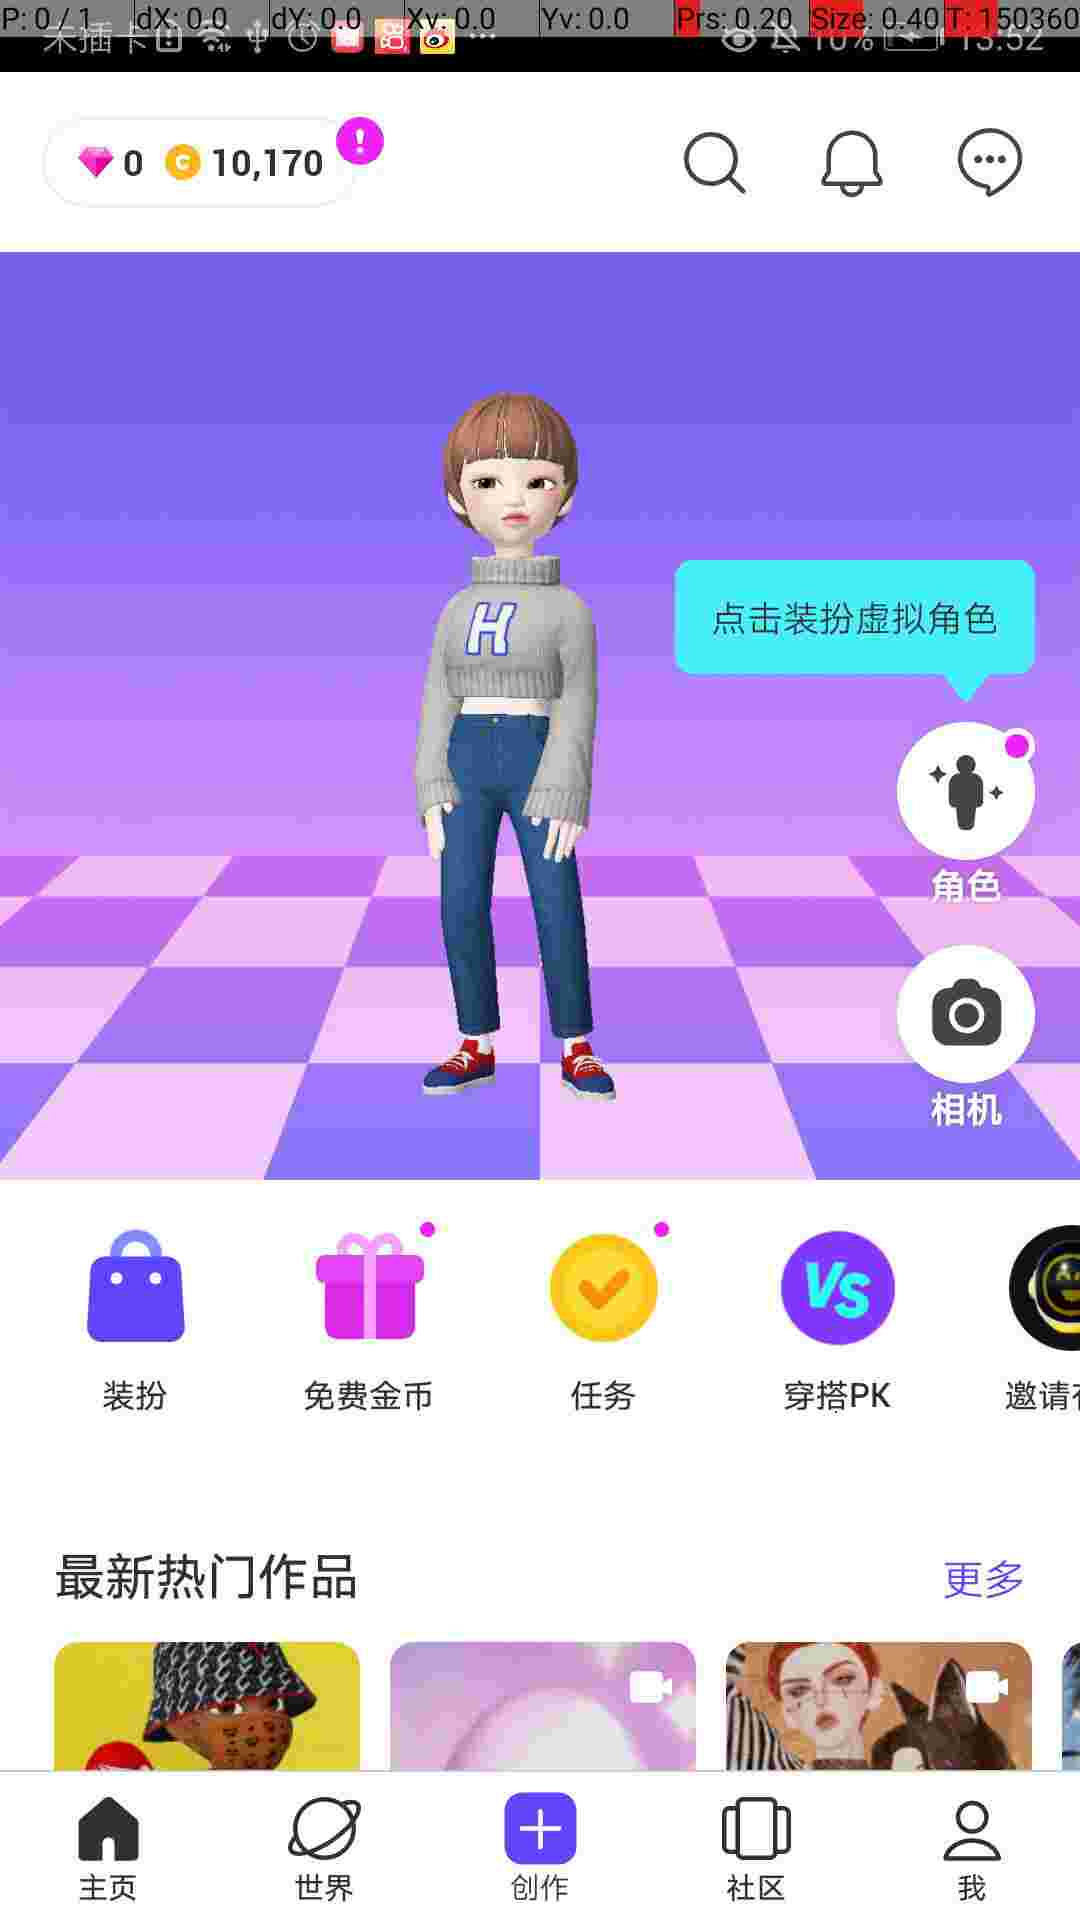 P: 0 / 1 dX: 0.0 dY: 0.0 Xv: 0.0 Yv: 0.0 Prs: 0.20 Size: 0.40 T: 150360
未插卡 10% 13:52
0 C 10,170 !
H
点击装扮虚拟角色
角色
相机
VS
装扮 免费金币 任务 穿搭PK 邀请
最新热门作品 更多
主页 世界 创作 社区 我